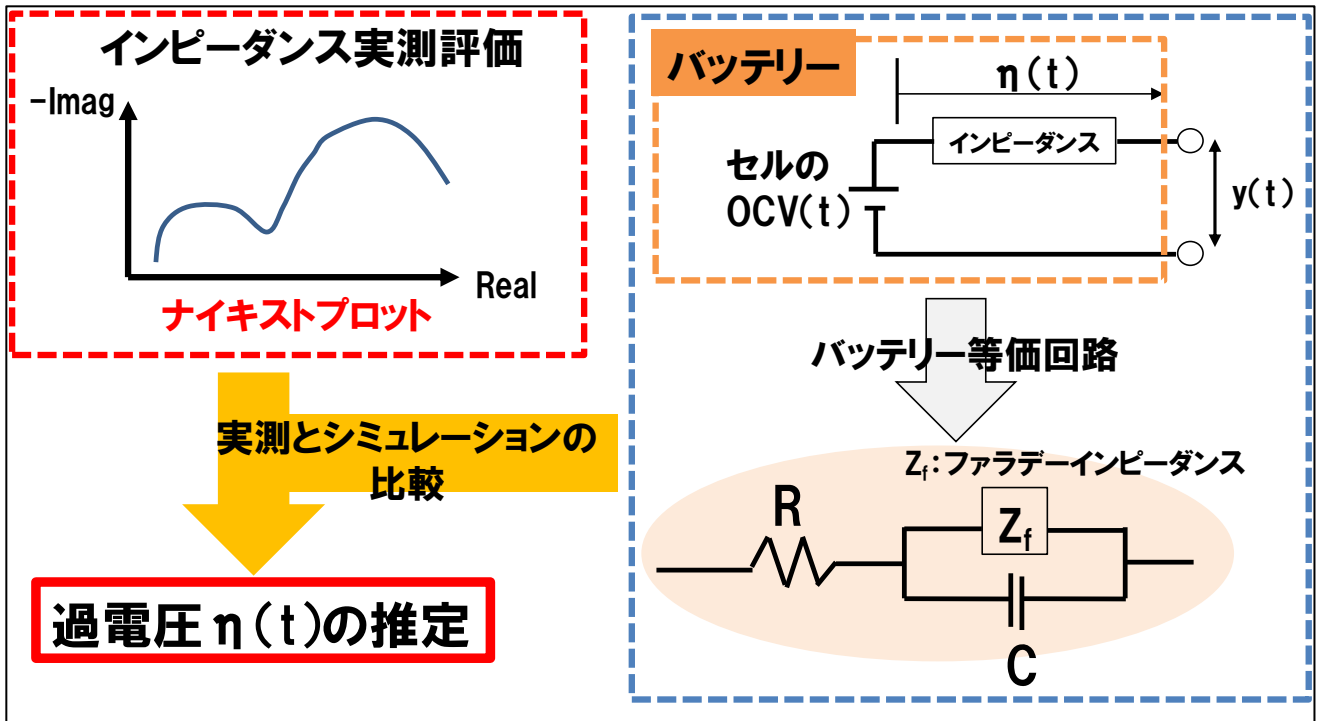 インピーダンス実測評価
-Imag
Real
ナイキストプロット
実測とシミュレーションの
比較
過電圧 η(t)の推定
バッテリー
η(t)
インピーダンス
セルの
OCV(t)
y(t)
バッテリー等価回路
Zf:ファラデーインピーダンス
R
Zf
C